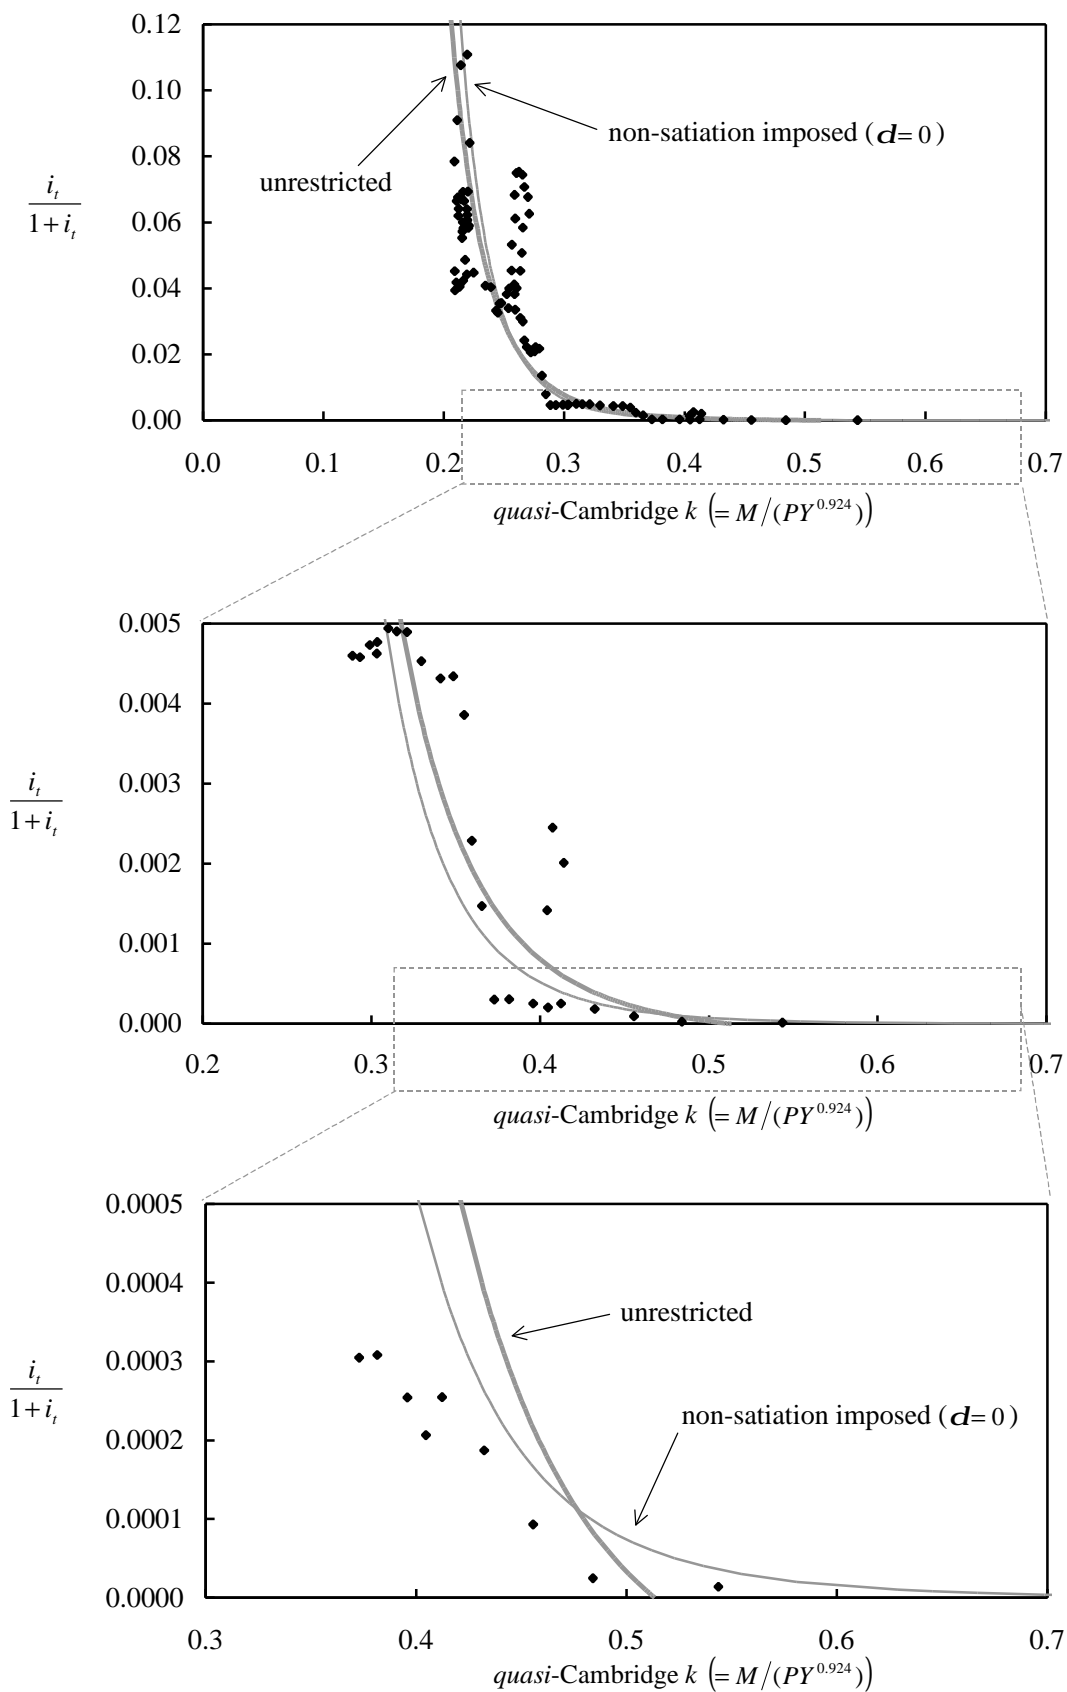 0.12
0.10
0.08
0.06
0.04
0.02
0.00
i_t / 1+i_t
unrestricted
non-satiation imposed (d=0)
0.0 0.1 0.2 0.3 0.4 0.5 0.6 0.7
quasi-Cambridge k (= M/(PY^0.924))
0.005
0.004
0.003
0.002
0.001
0.000
i_t / 1+i_t
0.2 0.3 0.4 0.5 0.6 0.7
quasi-Cambridge k (= M/(PY^0.924))
0.0005
0.0004
0.0003
0.0002
0.0001
0.0000
i_t / 1+i_t
unrestricted
non-satiation imposed (d=0)
0.3 0.4 0.5 0.6 0.7
quasi-Cambridge k (= M/(PY^0.924))